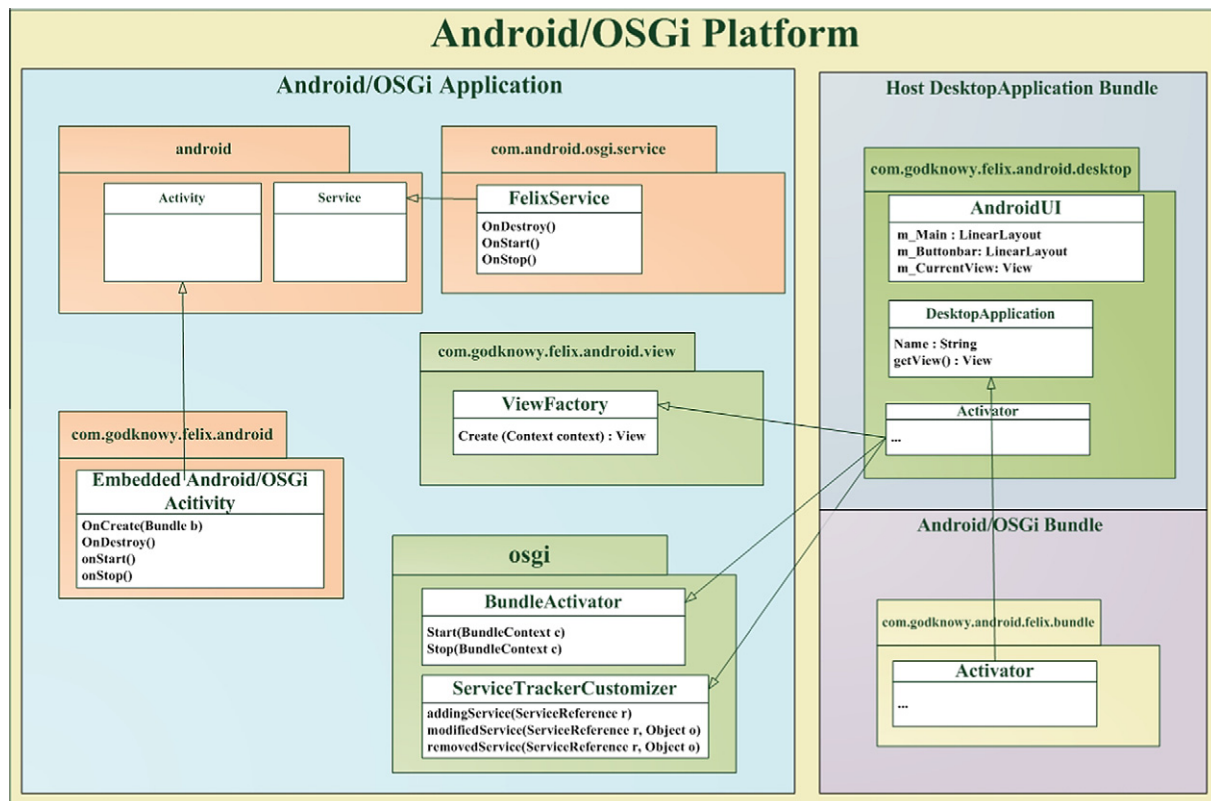 Android/OSGi Platform
Android/OSGi Application
android
Activity
Service
com.android.osgi.service
FelixService
OnDestroy()
OnStart()
OnStop()
com.godknowy.felix.android.view
ViewFactory
Create (Context context) : View
com.godknowy.felix.android
Embedded Android/OSGi
Acitivity
OnCreate(Bundle b)
OnDestroy()
onStart()
onStop()
osgi
BundleActivator
Start(BundleContext c)
Stop(BundleContext c)
ServiceTrackerCustomizer
addingService(ServiceReference r)
modifiedService(ServiceReference r, Object o)
removedService(ServiceReference r, Object o)
Host DesktopApplication Bundle
com.godknowy.felix.android.desktop
AndroidUI
m_Main : LinearLayout
m_Buttonbar: LinearLayout
m_CurrentView: View
DesktopApplication
Name : String
getView() : View
Activator
...
Android/OSGi Bundle
com.godknowy.android.felix.bundle
Activator
...